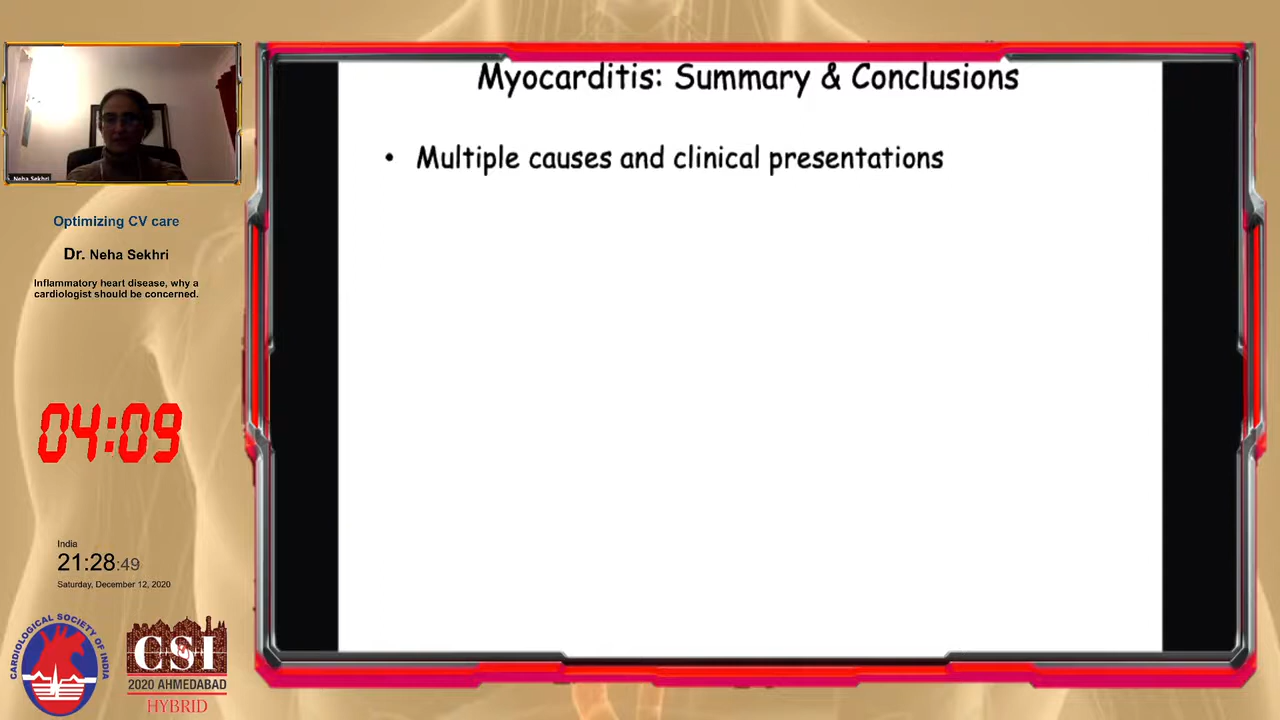 Myocarditis: Summary & Conclusions
• Multiple causes and clinical presentations
Neha Sekhri
Optimizing CV care
Dr. Neha Sekhri
Inflammatory heart disease, why a
cardiologist should be concerned.
04:09
India
21:28:49
Saturday, December 12, 2020
CARDIOLOGICAL SOCIETY OF INDIA
CSI
2020 AHMEDABAD
HYBRID